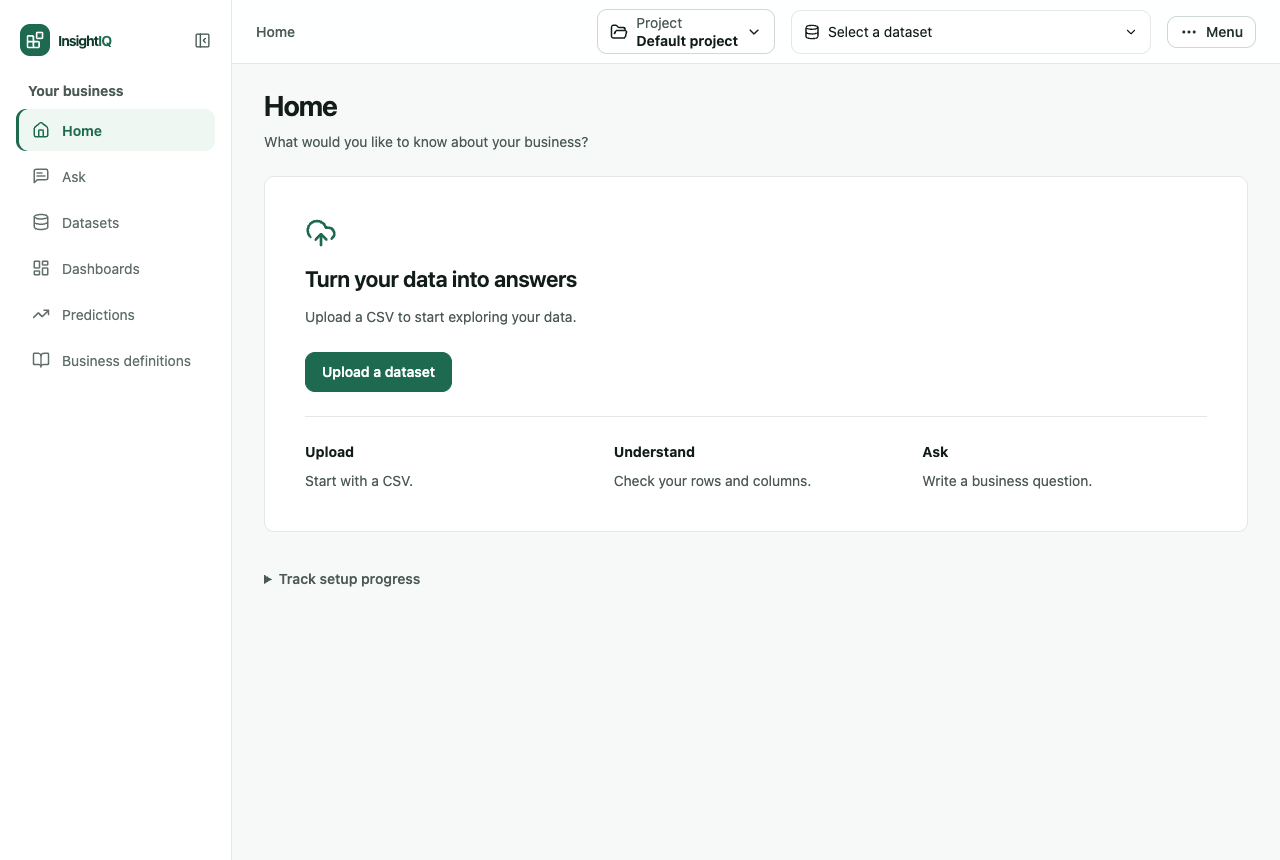 InsightIQ
Your business
Home
Ask
Datasets
Dashboards
Predictions
Business definitions
Home
Project
Default project
Select a dataset
Menu
Home
What would you like to know about your business?
Turn your data into answers
Upload a CSV to start exploring your data.
Upload a dataset
Upload
Start with a CSV.
Understand
Check your rows and columns.
Ask
Write a business question.
Track setup progress